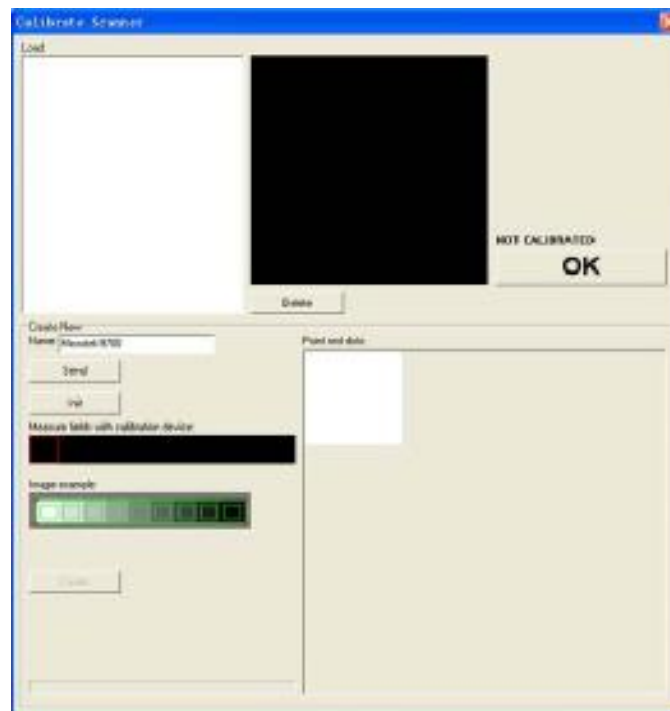 Calibrate Scanner
Load
NOT CALIBRATED
OK
Delete
Create New
Name
Point and data
Send
Init
Measure fields with calibration device
Image example